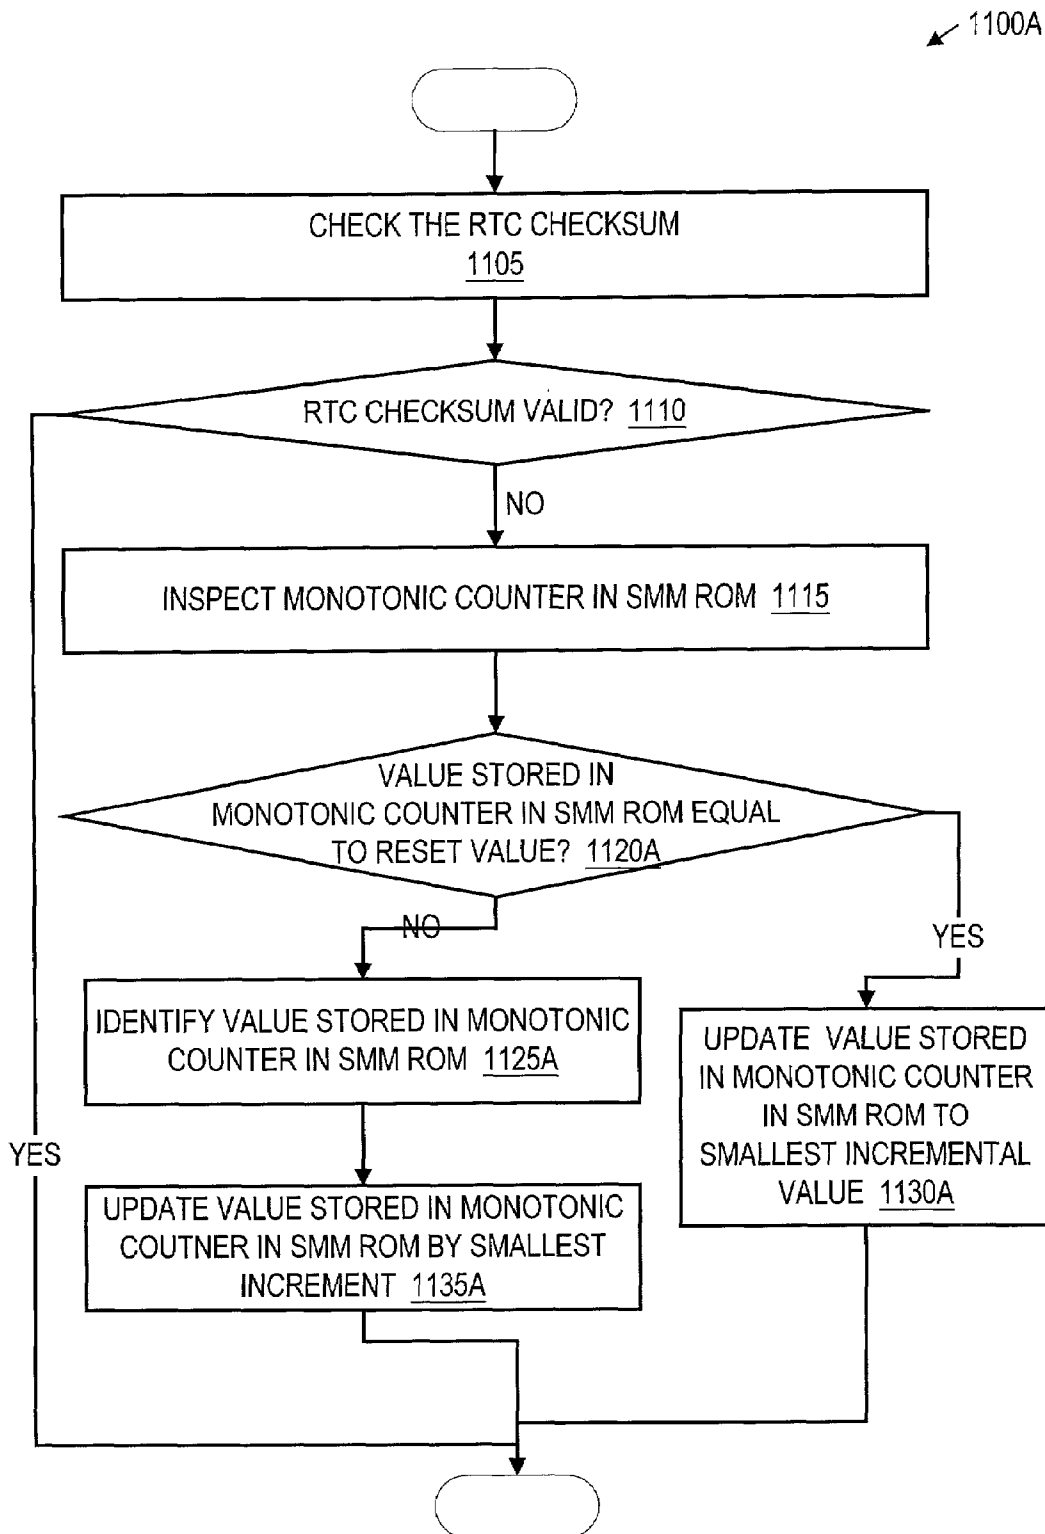 1100A
CHECK THE RTC CHECKSUM
1105
RTC CHECKSUM VALID? 1110
NO
INSPECT MONOTONIC COUNTER IN SMM ROM 1115
VALUE STORED IN
MONOTONIC COUNTER IN SMM ROM EQUAL
TO RESET VALUE? 1120A
NO
YES
IDENTIFY VALUE STORED IN MONOTONIC
COUNTER IN SMM ROM 1125A
UPDATE VALUE STORED
IN MONOTONIC COUNTER
IN SMM ROM TO
SMALLEST INCREMENTAL
VALUE 1130A
YES
UPDATE VALUE STORED IN MONOTONIC
COUTNER IN SMM ROM BY SMALLEST
INCREMENT 1135A